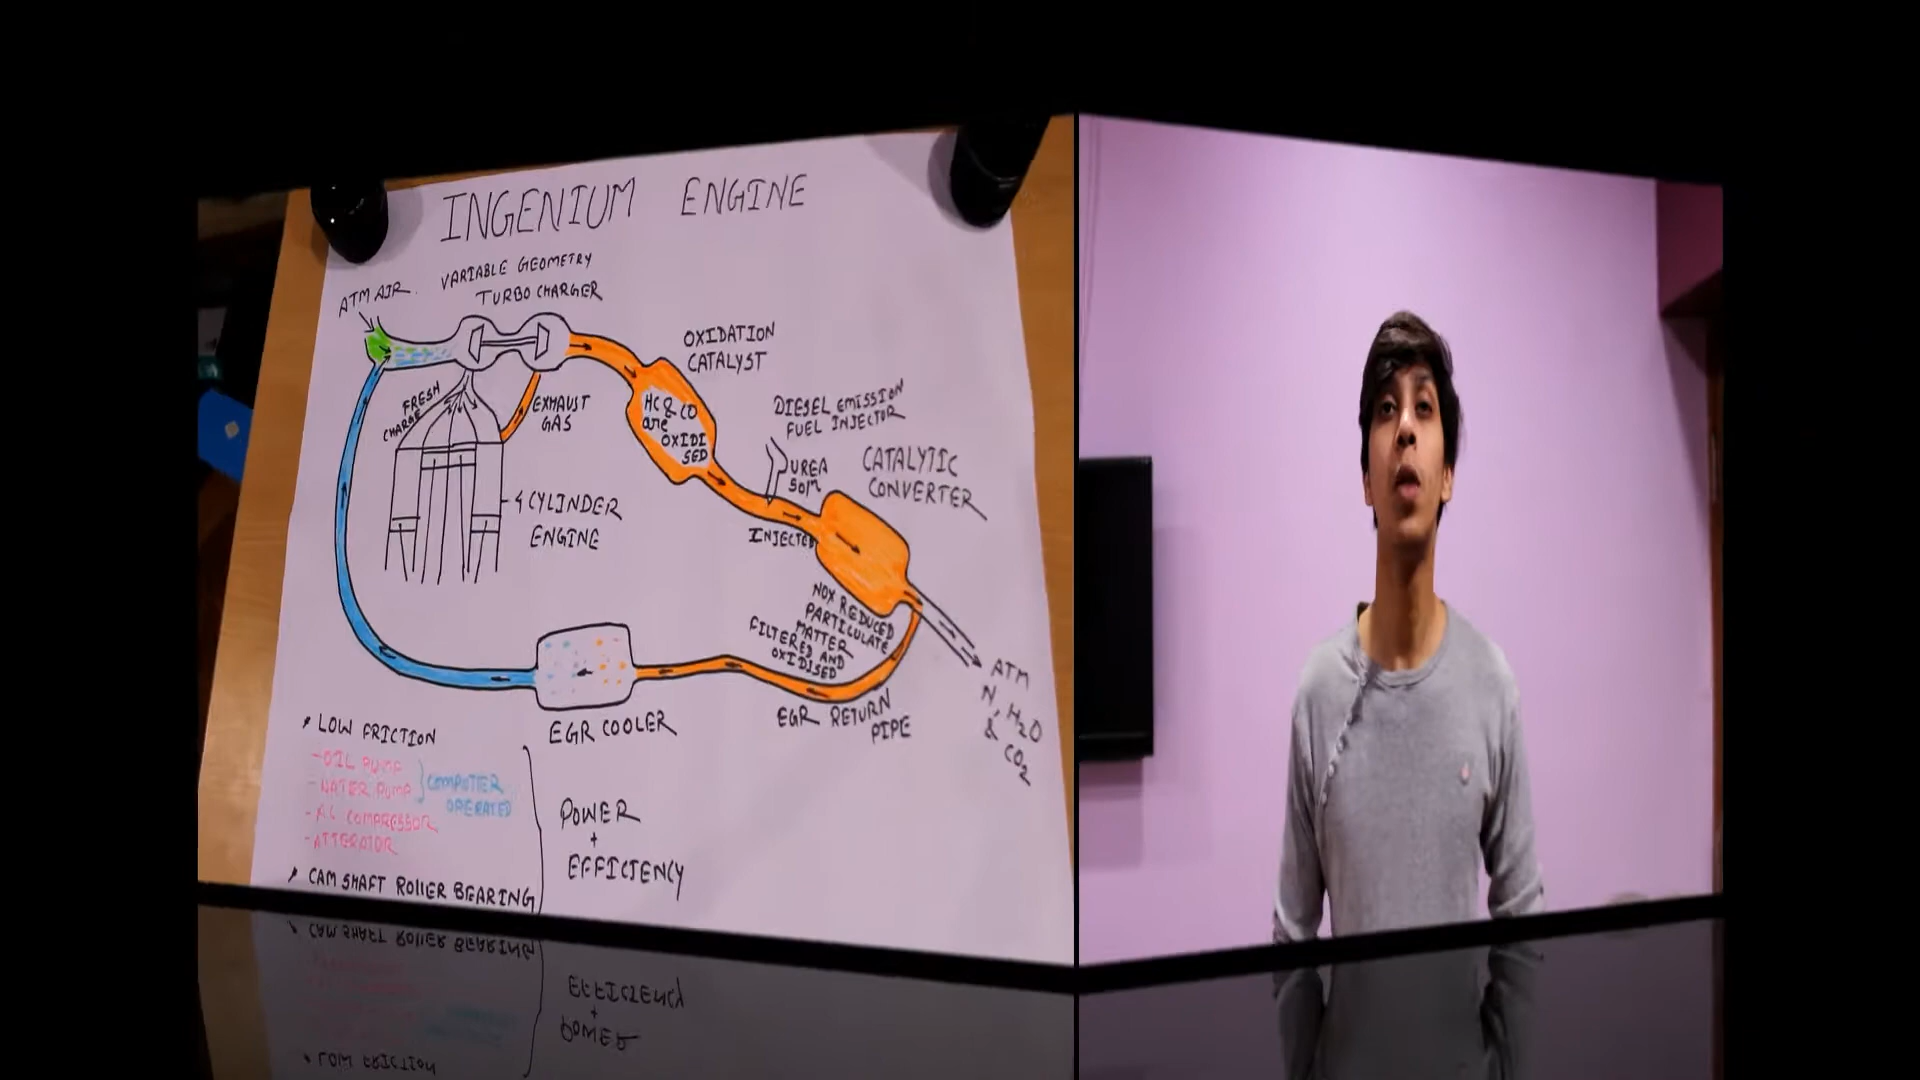 INGENIUM ENGINE
VARIABLE GEOMETRY
TURBO CHARGER
ATM AIR
OXIDATION
CATALYST
FRESH
CHARGE
EXHAUST
GAS
HC & CO
are
OXIDI
SED
DIESEL EMISSION
FUEL INJECTOR
UREA
SOM
INJECTED
CATALYTIC
CONVERTER
4 CYLINDER
ENGINE
NOX REDUCED
PARTICULATE
MATTER
FILTERED AND
OXIDISED
ATM
N, H2O
& CO2
EGR RETURN
PIPE
EGR COOLER
LOW FRICTION
-OIL PUMP
-WATER PUMP
COMPUTER
OPERATED
-AC COMPRESSOR
-ATTERATOR
CAM SHAFT ROLLER BEARING
POWER
+
EFFICIENCY